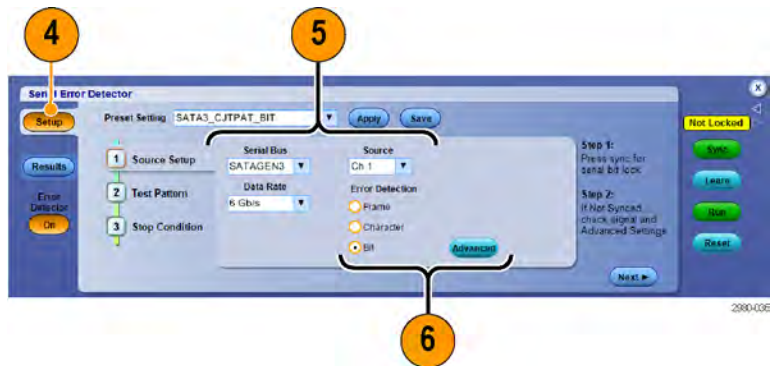 4
5
Serial Error Detector
X
Setup
Preset Setting SATA3_CJTPAT_BIT Apply Save
Not Locked
Results
Error
Detector
On
1 Source Setup
2 Test Pattern
3 Stop Condition
Serial Bus
SATAGEN3
Data Rate
6 Gb/s
Source
Ch 1
Error Detection
Frame
Character
Bit
Advanced
Step 1:
Press sync for
serial bit lock
Step 2:
If Not Synced,
check signal and
Advanced Settings
Next
Sync
Learn
Run
Reset
6